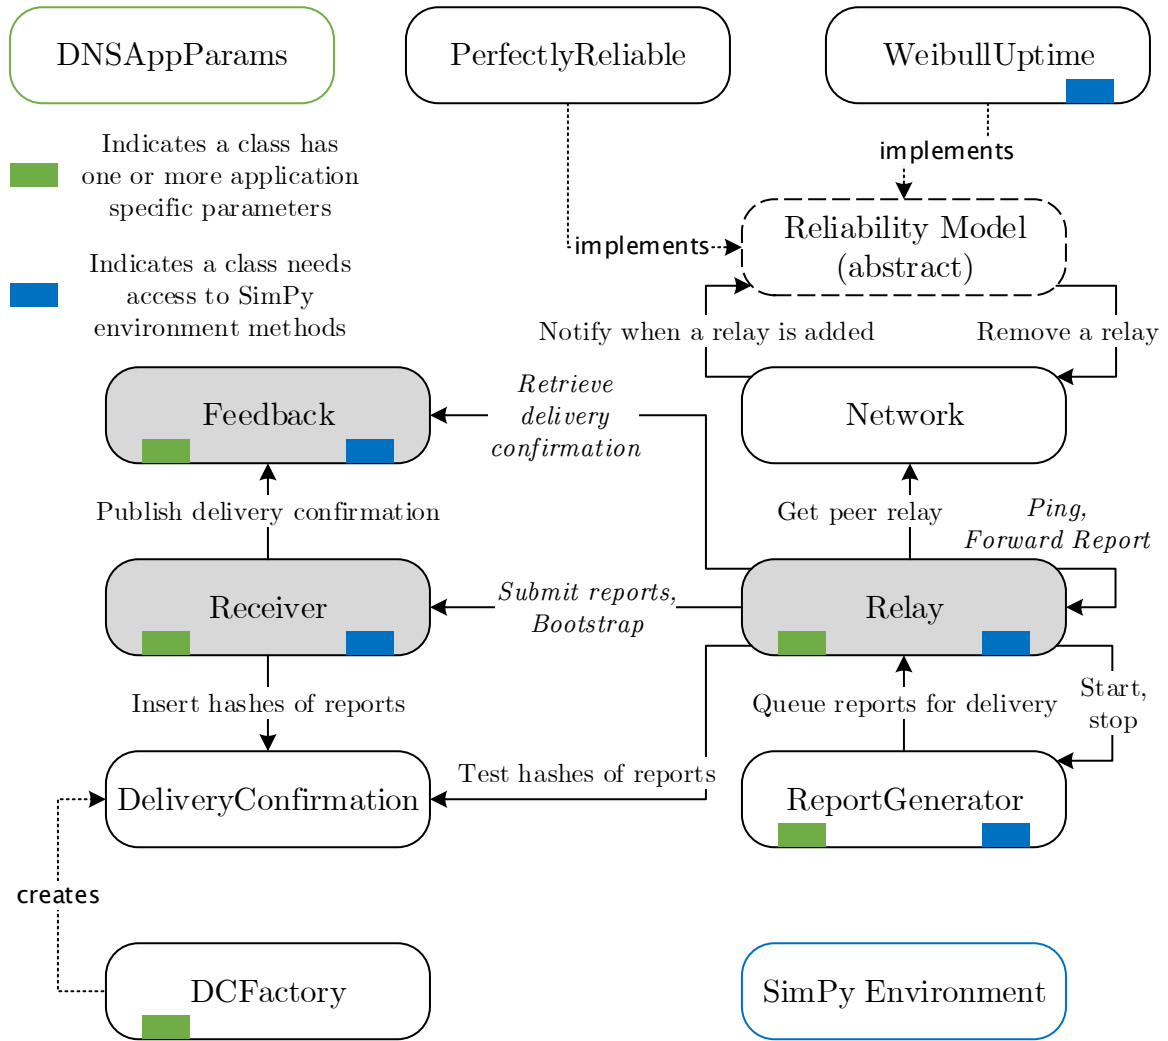 DNSAppParams
PerfectlyReliable
WeibullUptime
Indicates a class has
one or more application
specific parameters
implements
Reliability Model
(abstract)
implements
Indicates a class needs
access to SimPy
environment methods
Notify when a relay is added
Remove a relay
Feedback
Retrieve
delivery
confirmation
Network
Publish delivery confirmation
Get peer relay
Ping,
Forward Report
Receiver
Submit reports,
Bootstrap
Relay
Insert hashes of reports
Queue reports for delivery
Start,
stop
Test hashes of reports
DeliveryConfirmation
ReportGenerator
creates
DCFactory
SimPy Environment